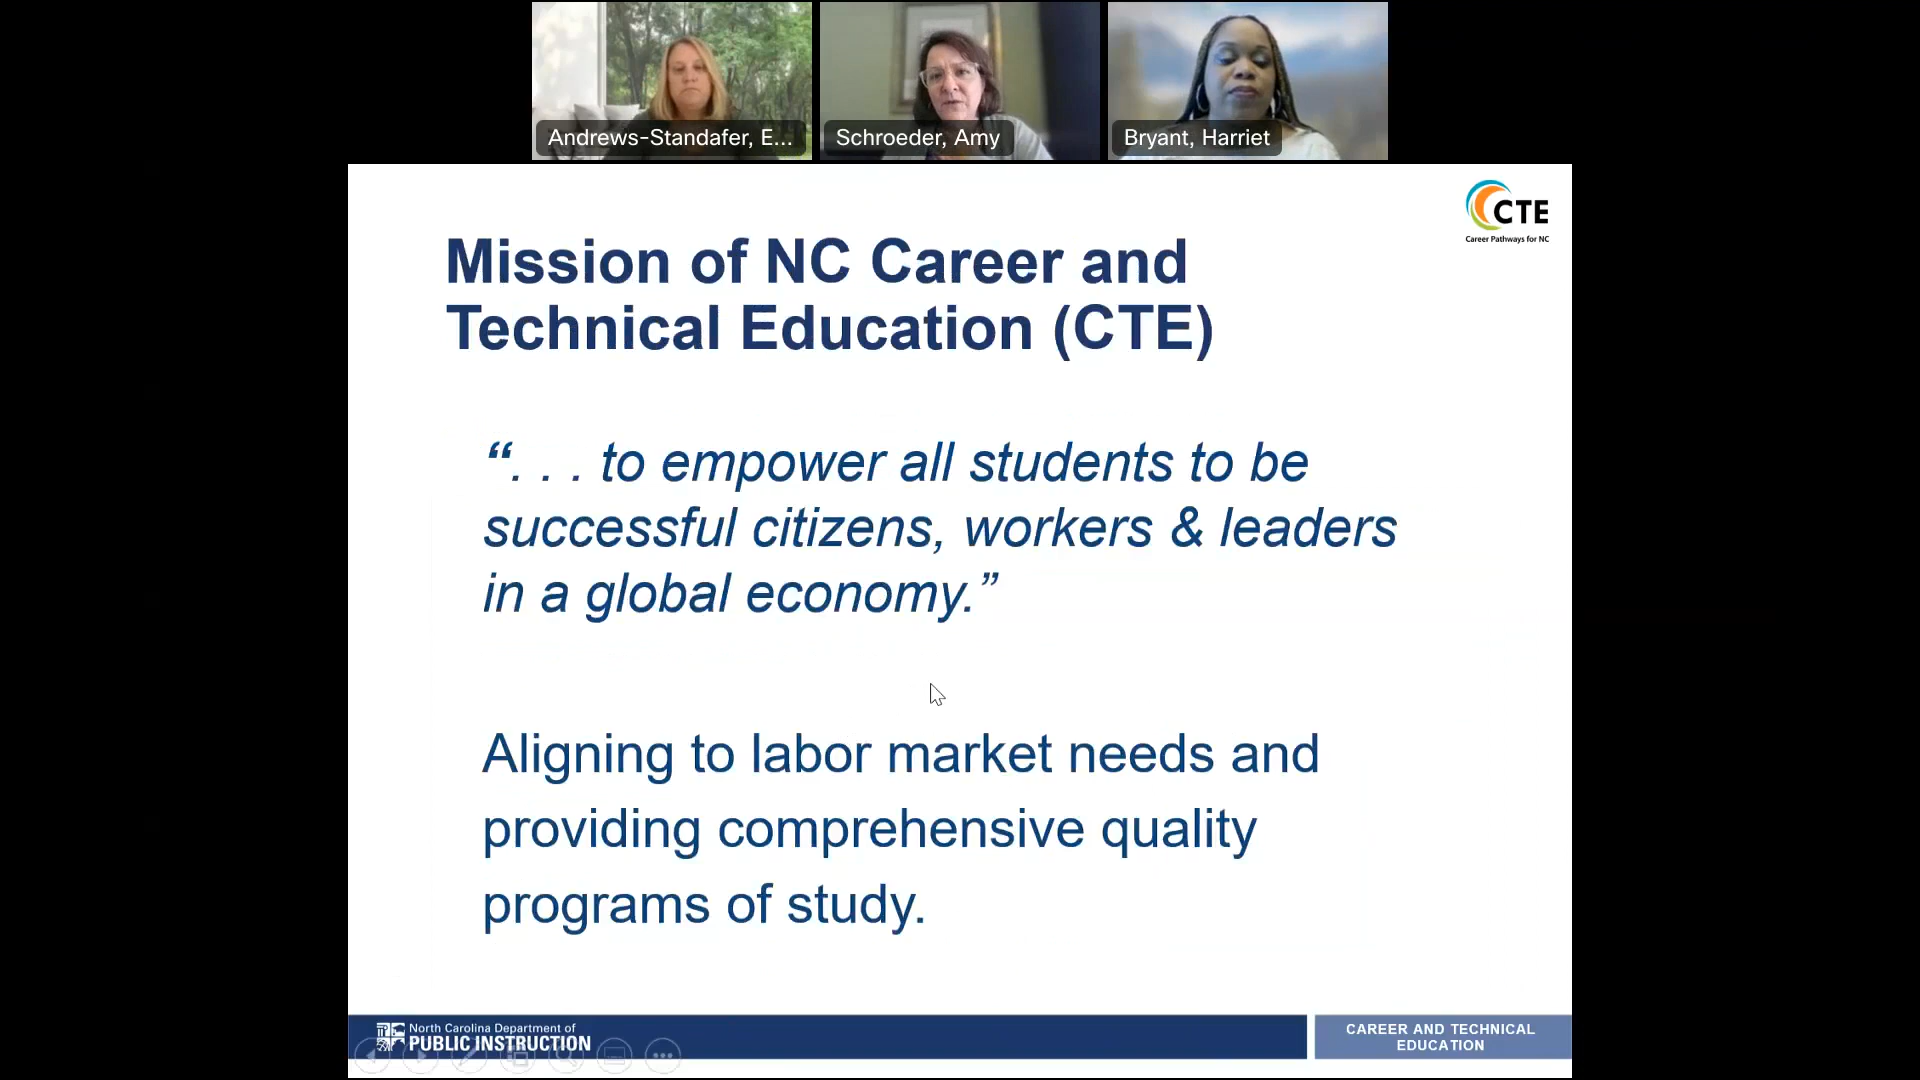 Andrews-Standafer, E...
Schroeder, Amy
Bryant, Harriet
CTE
Career Pathways for NC
Mission of NC Career and
Technical Education (CTE)
“. . . to empower all students to be
successful citizens, workers & leaders
in a global economy.”
Aligning to labor market needs and
providing comprehensive quality
programs of study.
North Carolina Department of
PUBLIC INSTRUCTION
CAREER AND TECHNICAL
EDUCATION